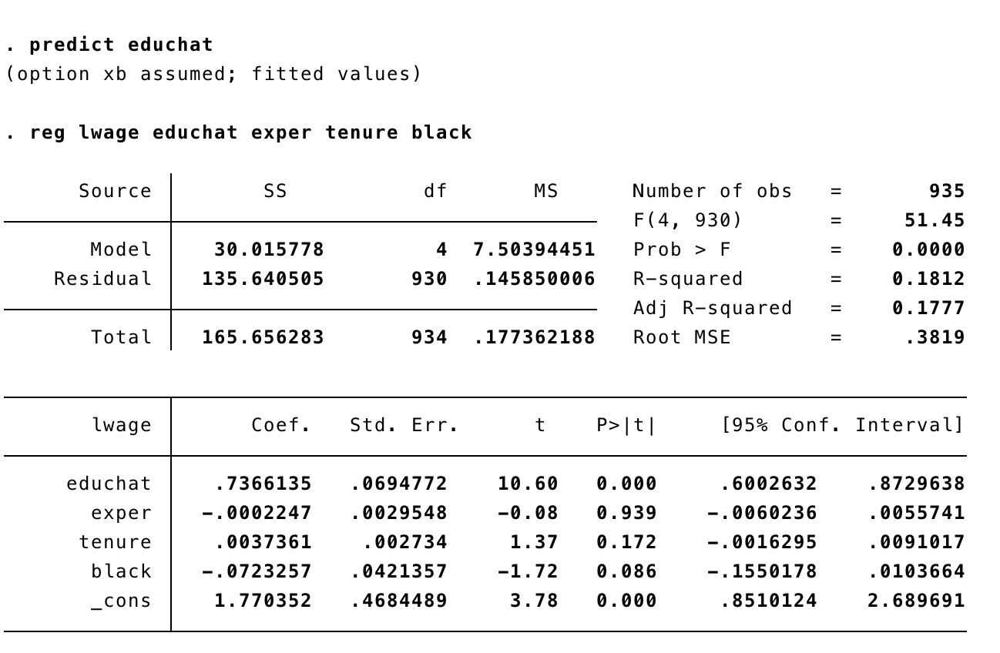 . predict educhat
(option xb assumed; fitted values)
. reg lwage educhat exper tenure black
Source SS df MS Number of obs = 935
F(4, 930) = 51.45
Model 30.015778 4 7.50394451 Prob > F = 0.0000
Residual 135.640505 930 .145850006 R-squared = 0.1812
Adj R-squared = 0.1777
Total 165.656283 934 .177362188 Root MSE = .3819
lwage Coef. Std. Err. t P>|t| [95% Conf. Interval]
educhat .7366135 .0694772 10.60 0.000 .6002632 .8729638
exper -.0002247 .0029548 -0.08 0.939 -.0060236 .0055741
tenure .0037361 .002734 1.37 0.172 -.0016295 .0091017
black -.0723257 .0421357 -1.72 0.086 -.1550178 .0103664
_cons 1.770352 .4684489 3.78 0.000 .8510124 2.689691